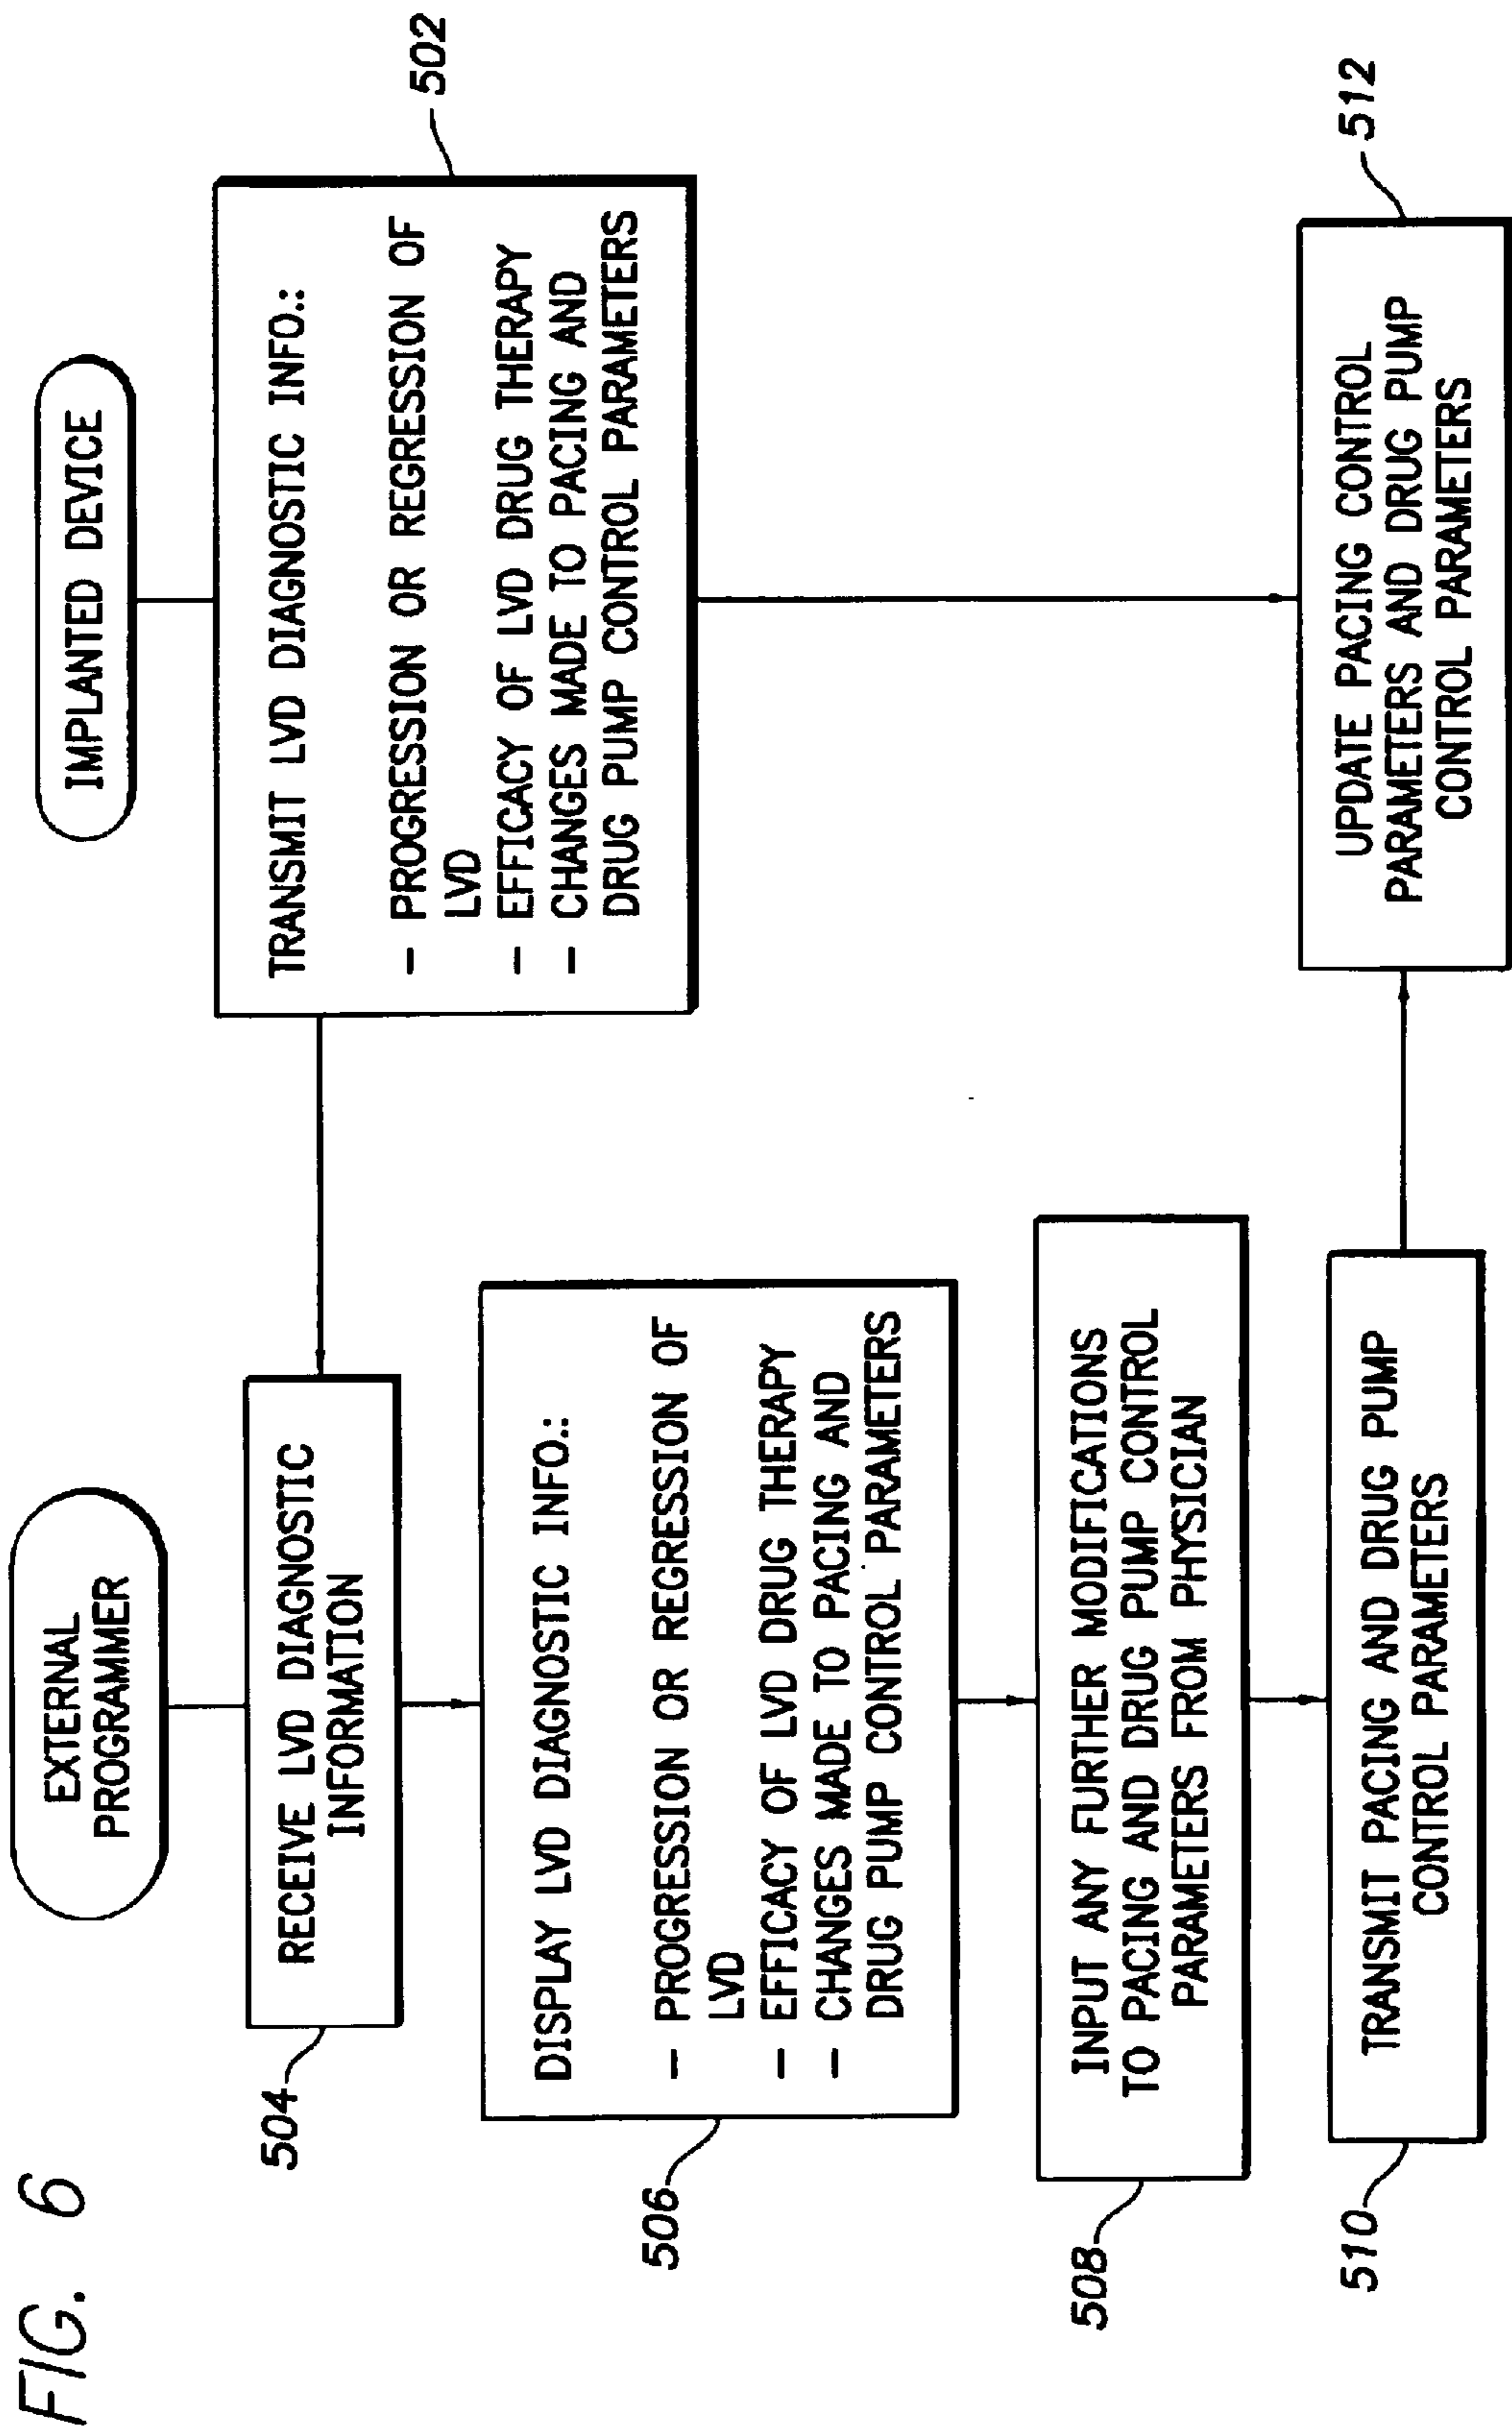 FIG. 6
EXTERNAL
PROGRAMMER
504
RECEIVE LVD DIAGNOSTIC
INFORMATION
506
DISPLAY LVD DIAGNOSTIC INFO.:
- PROGRESSION OR REGRESSION OF
LVD
- EFFICACY OF LVD DRUG THERAPY
- CHANGES MADE TO PACING AND
DRUG PUMP CONTROL PARAMETERS
508
INPUT ANY FURTHER MODIFICATIONS
TO PACING AND DRUG PUMP CONTROL
PARAMETERS FROM PHYSICIAN
510
TRANSMIT PACING AND DRUG PUMP
CONTROL PARAMETERS
IMPLANTED DEVICE
502
TRANSMIT LVD DIAGNOSTIC INFO.:
- PROGRESSION OR REGRESSION OF
LVD
- EFFICACY OF LVD DRUG THERAPY
- CHANGES MADE TO PACING AND
DRUG PUMP CONTROL PARAMETERS
512
UPDATE PACING CONTROL
PARAMETERS AND DRUG PUMP
CONTROL PARAMETERS